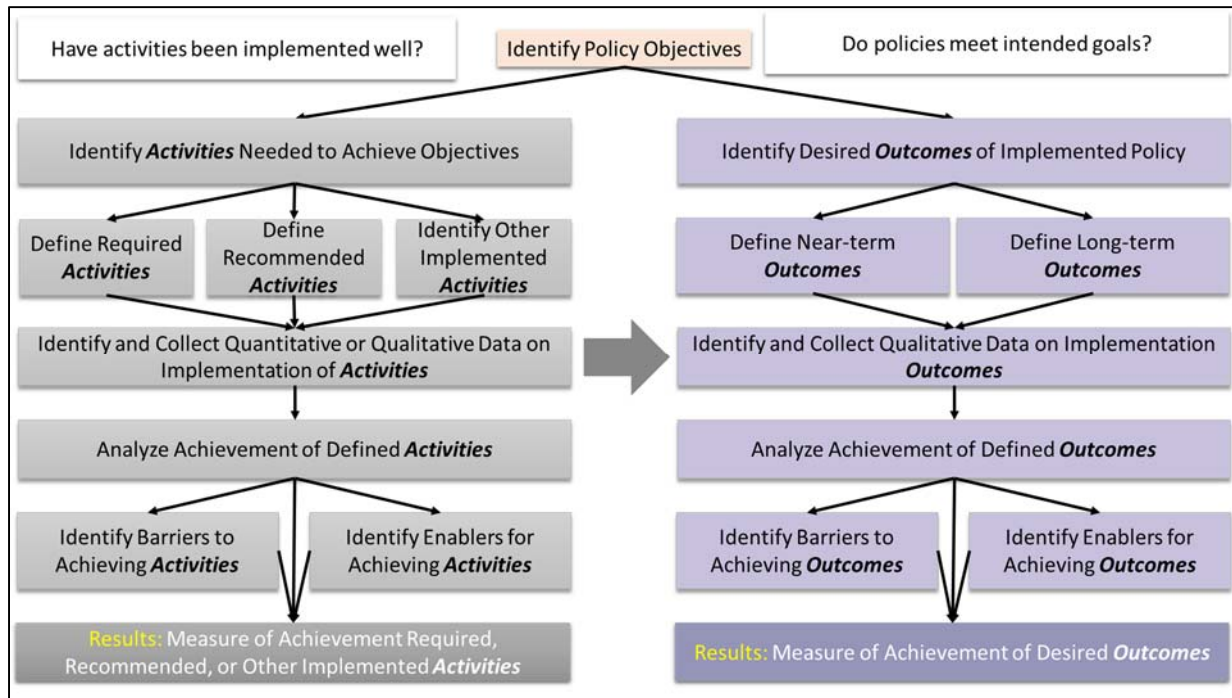 Have activities been implemented well?
Identify Policy Objectives
Do policies meet intended goals?
Identify Activities Needed to Achieve Objectives
Identify Desired Outcomes of Implemented Policy
Define Required
Activities
Define
Recommended
Activities
Identify Other
Implemented
Activities
Define Near-term
Outcomes
Define Long-term
Outcomes
Identify and Collect Quantitative or Qualitative Data on
Implementation of Activities
Identify and Collect Qualitative Data on Implementation
Outcomes
Analyze Achievement of Defined Activities
Analyze Achievement of Defined Outcomes
Identify Barriers to
Achieving Activities
Identify Enablers for
Achieving Activities
Identify Barriers to
Achieving Outcomes
Identify Enablers for
Achieving Outcomes
Results: Measure of Achievement Required,
Recommended, or Other Implemented Activities
Results: Measure of Achievement of Desired Outcomes